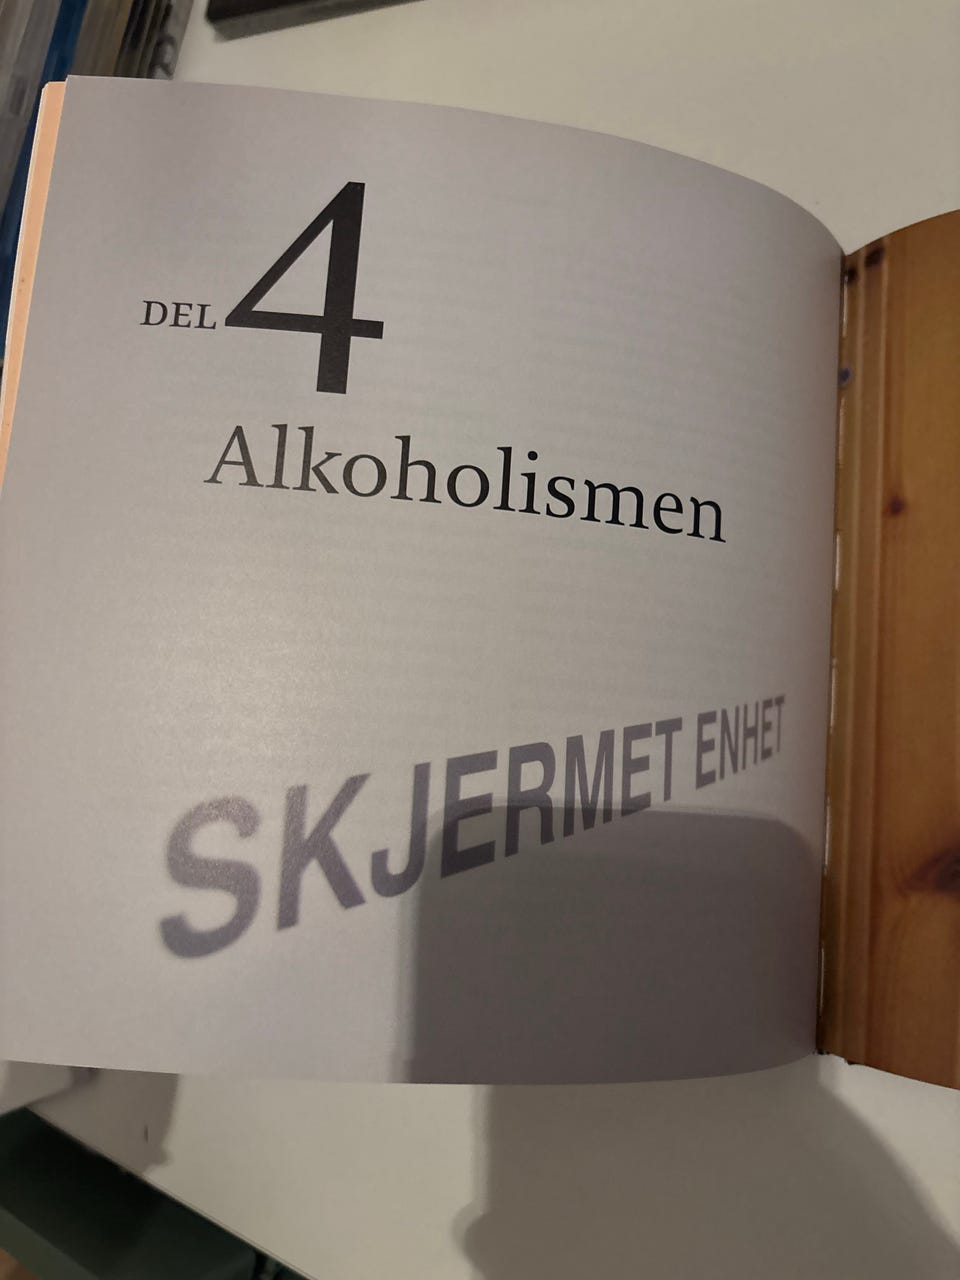 DEL 4
Alkoholismen
SKJERMET ENHET